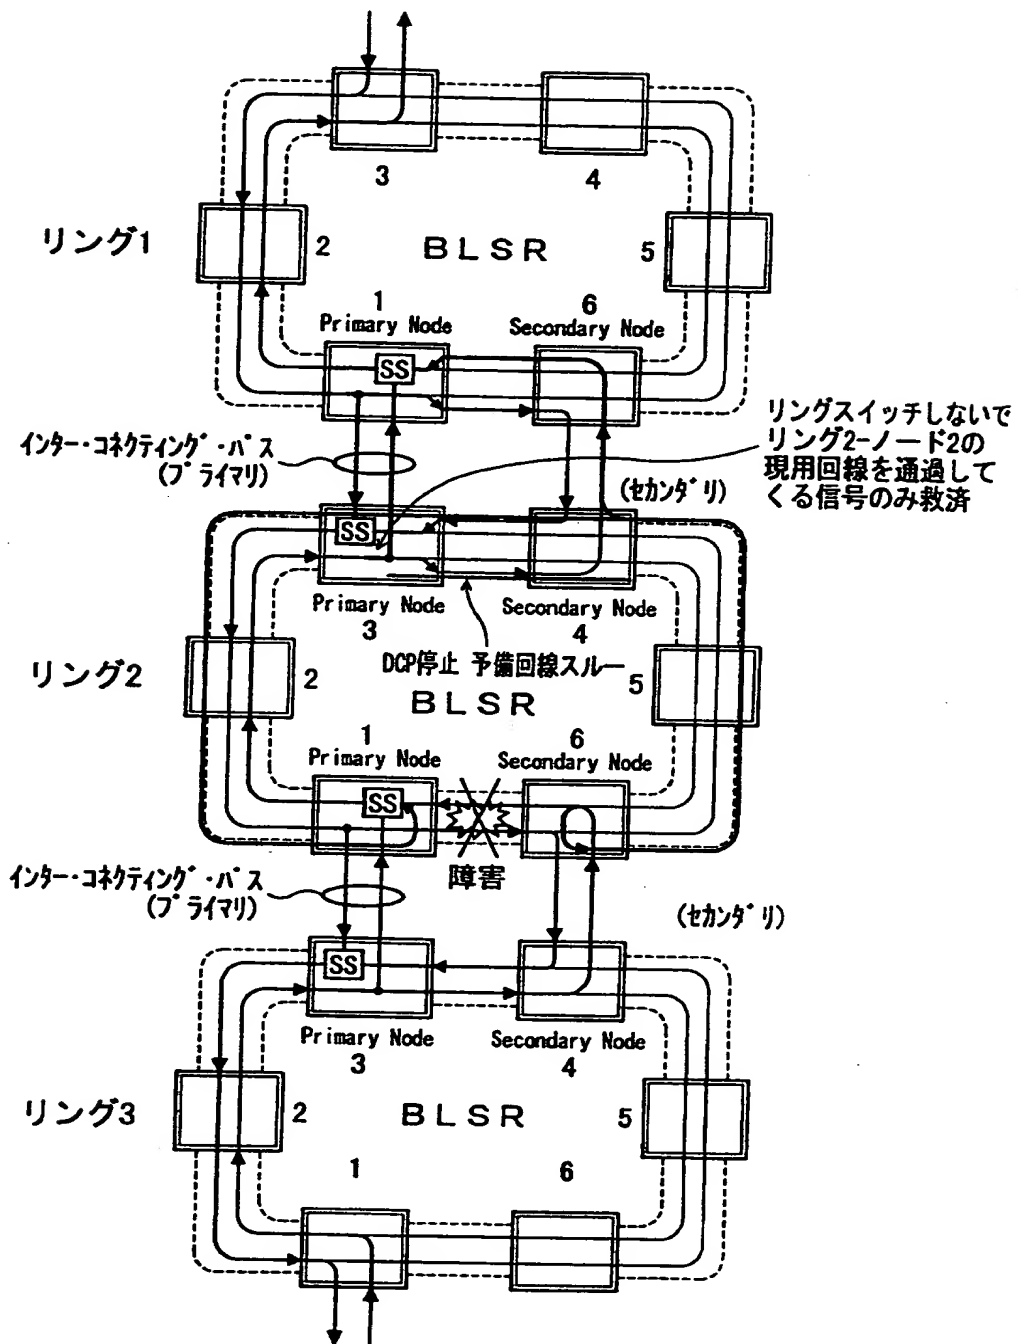 3
4
リング1
2
BLSR
5
1
Primary Node
6
Secondary Node
SS
リングスイッチしないで
リング2-ノード2の
現用回線を通過して
くる信号のみ救済
インター・コネクティング・パス
(プライマリ)
(セカンダリ)
SS
Primary Node
3
Secondary Node
4
DCP停止 予備回線スルー
リング2
2
BLSR
5
1
Primary Node
6
Secondary Node
SS
障害
インター・コネクティング・パス
(プライマリ)
(セカンダリ)
SS
Primary Node
3
Secondary Node
4
リング3
2
BLSR
5
1
6